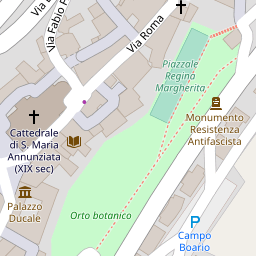 Via Fabio F
Via Roma
Piazzale
Regina
Margherita
Monumento
Resistenza
Antifascista
Cattedrale
di S. Maria
Annunziata
(XIX sec)
Palazzo
Ducale
Orto botanico
P
Campo
Boario